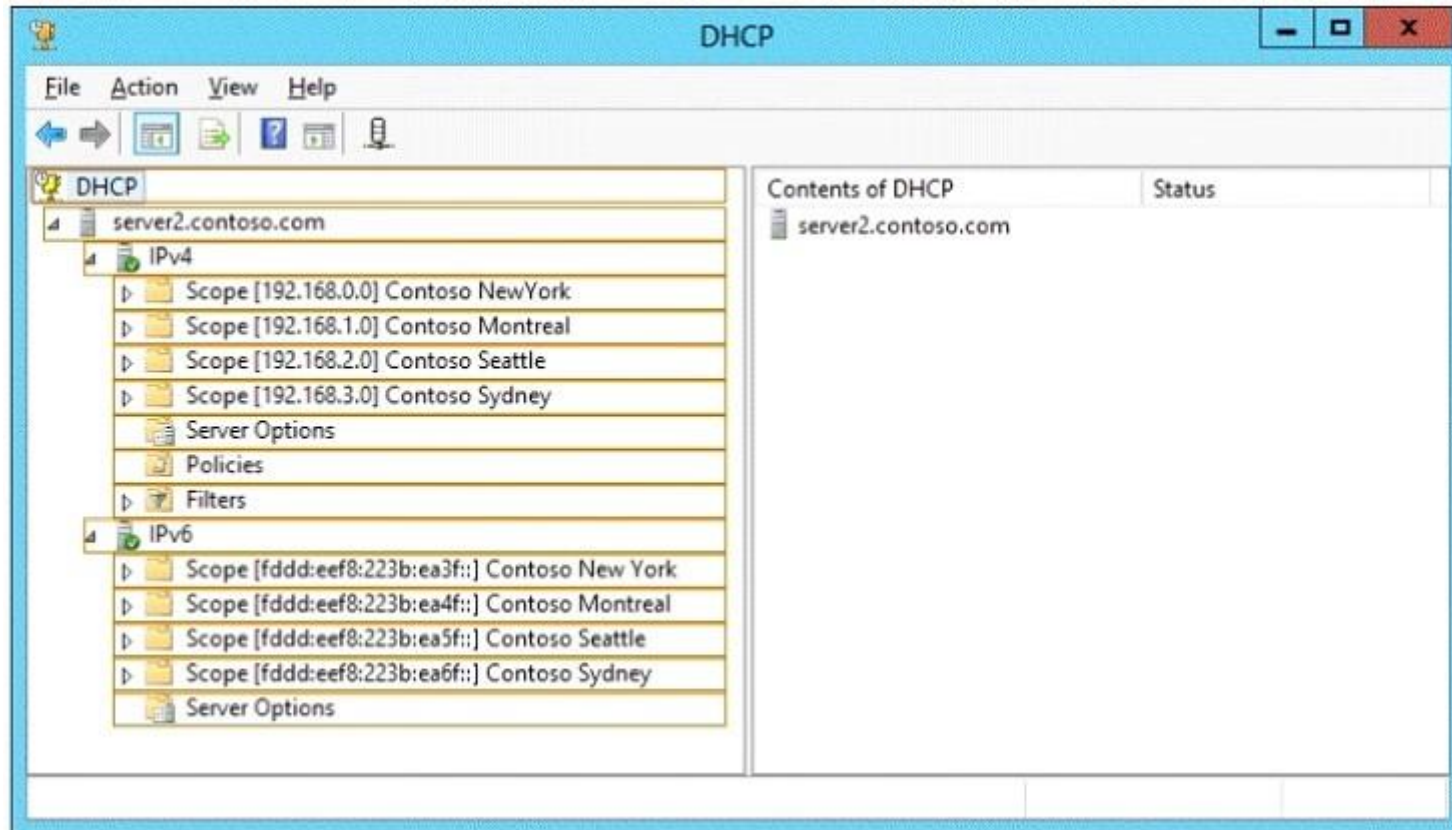 DHCP
File Action View Help
DHCP
server2.contoso.com
IPv4
Scope [192.168.0.0] Contoso NewYork
Scope [192.168.1.0] Contoso Montreal
Scope [192.168.2.0] Contoso Seattle
Scope [192.168.3.0] Contoso Sydney
Server Options
Policies
Filters
IPv6
Scope [fddd:eef8:223b:ea3f::] Contoso New York
Scope [fddd:eef8:223b:ea4f::] Contoso Montreal
Scope [fddd:eef8:223b:ea5f::] Contoso Seattle
Scope [fddd:eef8:223b:ea6f::] Contoso Sydney
Server Options
Contents of DHCP Status
server2.contoso.com